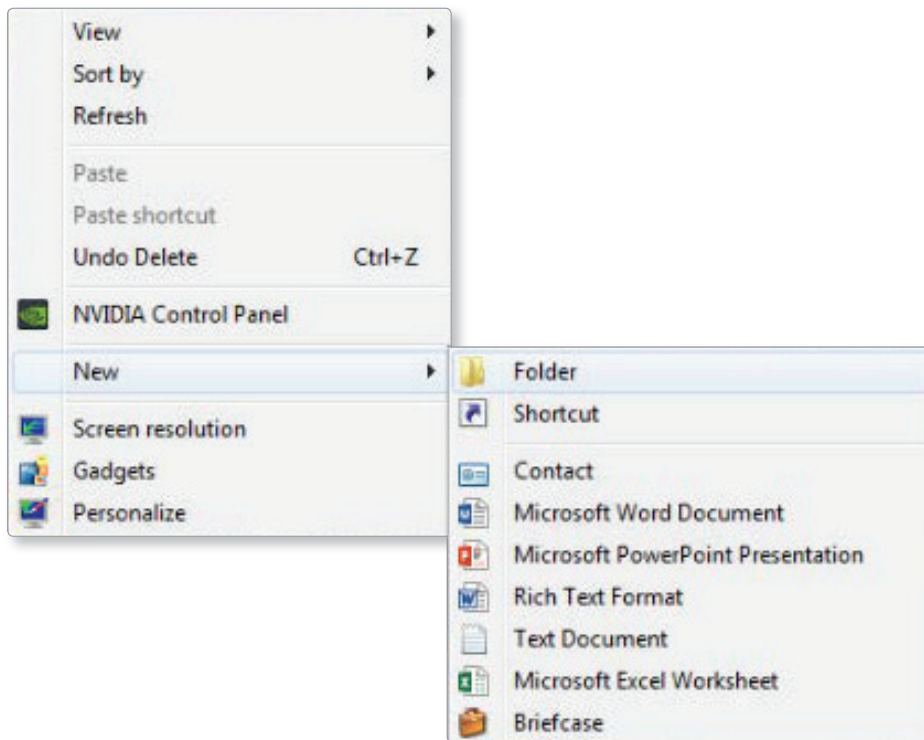 View
Sort by
Refresh
Paste
Paste shortcut
Undo Delete Ctrl+Z
NVIDIA Control Panel
New
Screen resolution
Gadgets
Personalize
Folder
Shortcut
Contact
Microsoft Word Document
Microsoft PowerPoint Presentation
Rich Text Format
Text Document
Microsoft Excel Worksheet
Briefcase